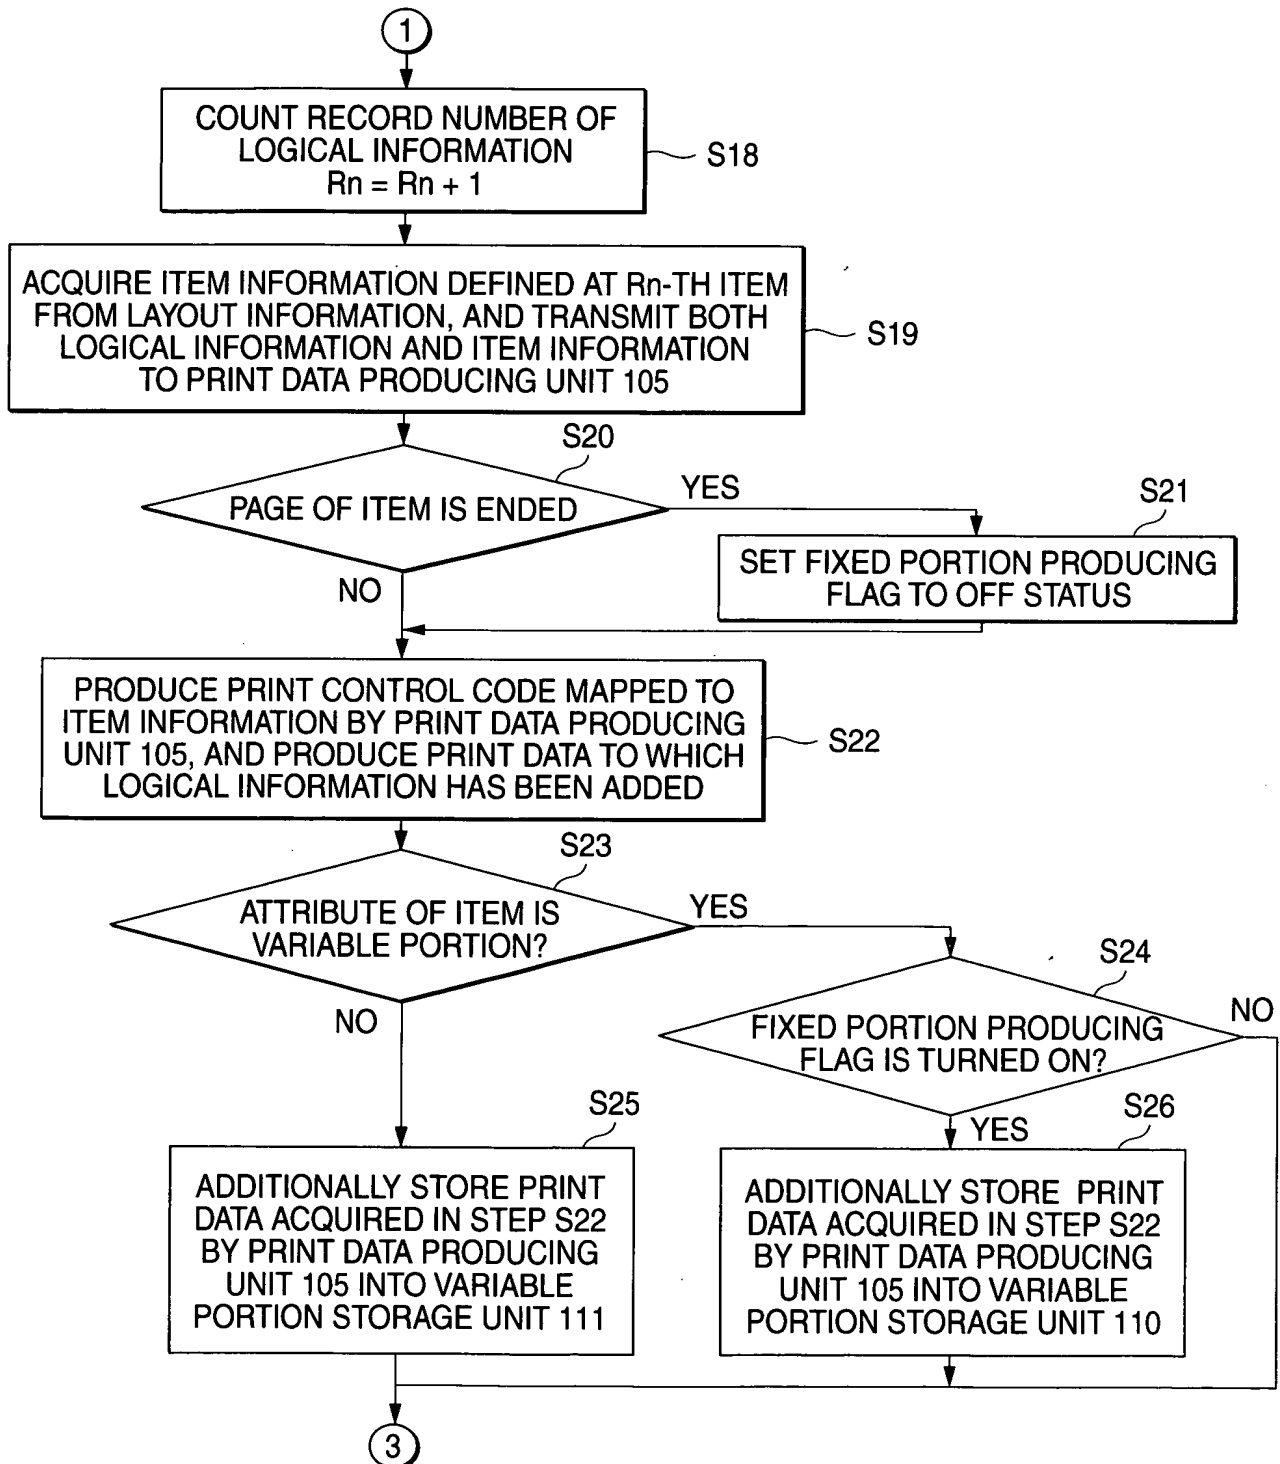 1
COUNT RECORD NUMBER OF
LOGICAL INFORMATION
Rn = Rn + 1
S18
ACQUIRE ITEM INFORMATION DEFINED AT Rn-TH ITEM
FROM LAYOUT INFORMATION, AND TRANSMIT BOTH
LOGICAL INFORMATION AND ITEM INFORMATION
TO PRINT DATA PRODUCING UNIT 105
S19
S20
PAGE OF ITEM IS ENDED
YES
NO
S21
SET FIXED PORTION PRODUCING
FLAG TO OFF STATUS
PRODUCE PRINT CONTROL CODE MAPPED TO
ITEM INFORMATION BY PRINT DATA PRODUCING
UNIT 105, AND PRODUCE PRINT DATA TO WHICH
LOGICAL INFORMATION HAS BEEN ADDED
S22
S23
ATTRIBUTE OF ITEM IS
VARIABLE PORTION?
YES
NO
S24
FIXED PORTION PRODUCING
FLAG IS TURNED ON?
NO
YES
S25
ADDITIONALLY STORE PRINT
DATA ACQUIRED IN STEP S22
BY PRINT DATA PRODUCING
UNIT 105 INTO VARIABLE
PORTION STORAGE UNIT 111
S26
ADDITIONALLY STORE PRINT
DATA ACQUIRED IN STEP S22
BY PRINT DATA PRODUCING
UNIT 105 INTO VARIABLE
PORTION STORAGE UNIT 110
3